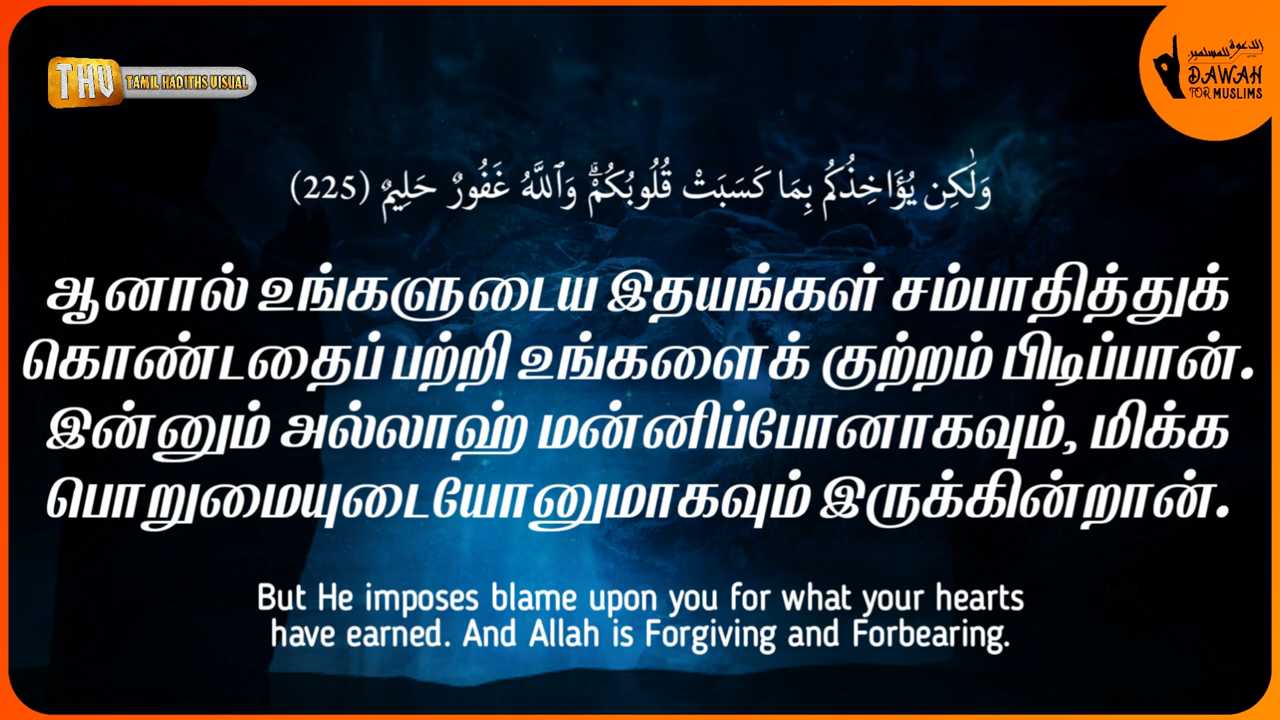 THV TAMIL HADITHS VISUAL
الدعوة للمسلمين
DAWAH
FOR MUSLIMS
وَلَٰكِن يُؤَاخِذُكُم بِمَا كَسَبَتْ قُلُوبُكُمْ ۗ وَٱللَّهُ غَفُورٌ حَلِيمٌ (225)
ஆனால் உங்களுடைய இதயங்கள் சம்பாதித்துக்
கொண்டதைப் பற்றி உங்களைக் குற்றம் பிடிப்பான்.
இன்னும் அல்லாஹ் மன்னிப்போனாகவும், மிக்க
பொறுமையுடையோனுமாகவும் இருக்கின்றான்.
But He imposes blame upon you for what your hearts
have earned. And Allah is Forgiving and Forbearing.